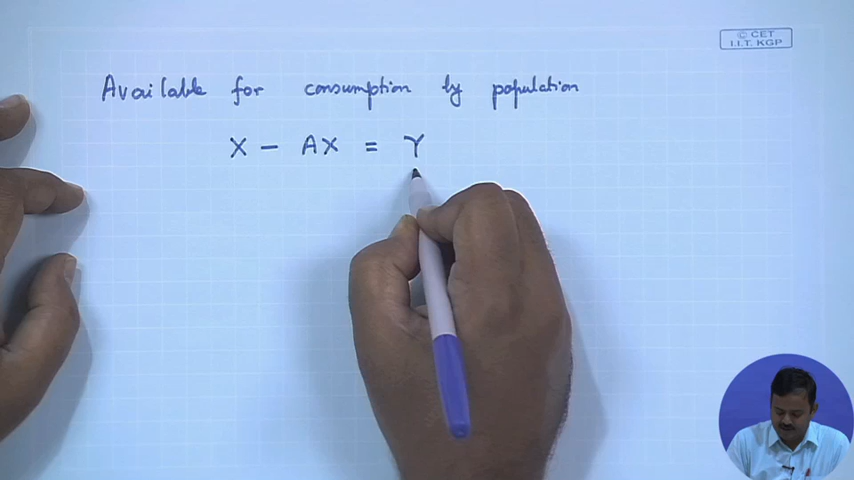 © CET
I.I.T. KGP
Available for consumption by population
X - AX = Y